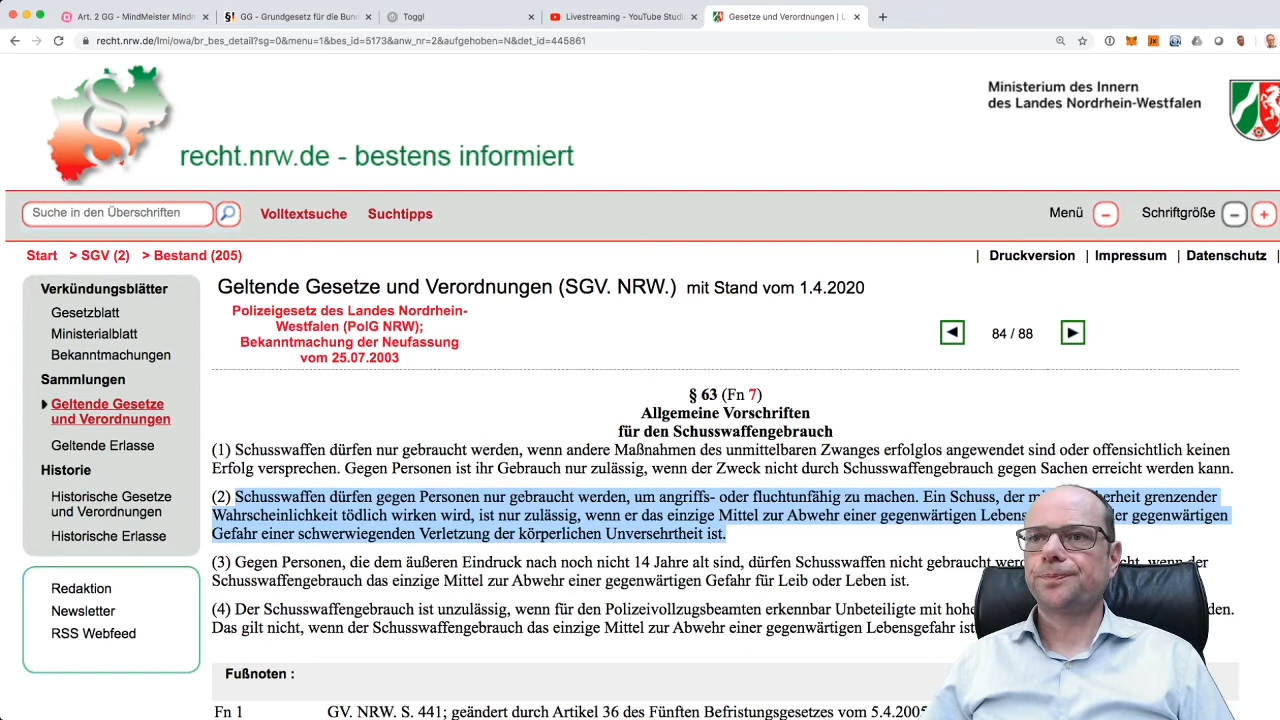 Art. 2 GG - MindMeister Mindm
GG - Grundgesetz für die Bund
Toggl
Livestreaming - YouTube Studi
Gesetze und Verordnungen | L
recht.nrw.de/lmi/owa/br_bes_detail?sg=0&menu=1&bes_id=5173&anw_nr=2&aufgehoben=N&det_id=445861
Ministerium des Innern
des Landes Nordrhein-Westfalen
recht.nrw.de - bestens informiert
Suche in den Überschriften
Volltextsuche Suchtipps
Menü Schriftgröße
Start > SGV (2) > Bestand (205)
| Druckversion | Impressum | Datenschutz |
Verkündungsblätter
Gesetzblatt
Ministerialblatt
Bekanntmachungen
Sammlungen
Geltende Gesetze
und Verordnungen
Geltende Erlasse
Historie
Historische Gesetze
und Verordnungen
Historische Erlasse
Redaktion
Newsletter
RSS Webfeed
Geltende Gesetze und Verordnungen (SGV. NRW.) mit Stand vom 1.4.2020
Polizeigesetz des Landes Nordrhein-
Westfalen (PolG NRW);
Bekanntmachung der Neufassung
vom 25.07.2003
84 / 88
§ 63 (Fn 7)
Allgemeine Vorschriften
für den Schusswaffengebrauch
(1) Schusswaffen dürfen nur gebraucht werden, wenn andere Maßnahmen des unmittelbaren Zwanges erfolglos angewendet sind oder offensichtlich keinen
Erfolg versprechen. Gegen Personen ist ihr Gebrauch nur zulässig, wenn der Zweck nicht durch Schusswaffengebrauch gegen Sachen erreicht werden kann.
(2) Schusswaffen dürfen gegen Personen nur gebraucht werden, um angriffs- oder fluchtunfähig zu machen. Ein Schuss, der grenzender
Wahrscheinlichkeit tödlich wirken wird, ist nur zulässig, wenn er das einzige Mittel zur Abwehr einer gegenwärtigen gegenwärtigen
Gefahr einer schwerwiegenden Verletzung der körperlichen Unversehrtheit ist.
(3) Gegen Personen, die dem äußeren Eindruck nach noch nicht 14 Jahre alt sind, dürfen Schusswaffen nicht gebraucht der
Schusswaffengebrauch das einzige Mittel zur Abwehr einer gegenwärtigen Gefahr für Leib oder Leben ist.
(4) Der Schusswaffengebrauch ist unzulässig, wenn für den Polizeivollzugsbeamten erkennbar Unbeteiligte mit
Das gilt nicht, wenn der Schusswaffengebrauch das einzige Mittel zur Abwehr einer gegenwärtigen Lebensgefahr ist
Fußnoten :
Fn 1 GV. NRW. S. 441; geändert durch Artikel 36 des Fünften Befristungsgesetzes vom 5.4.2005